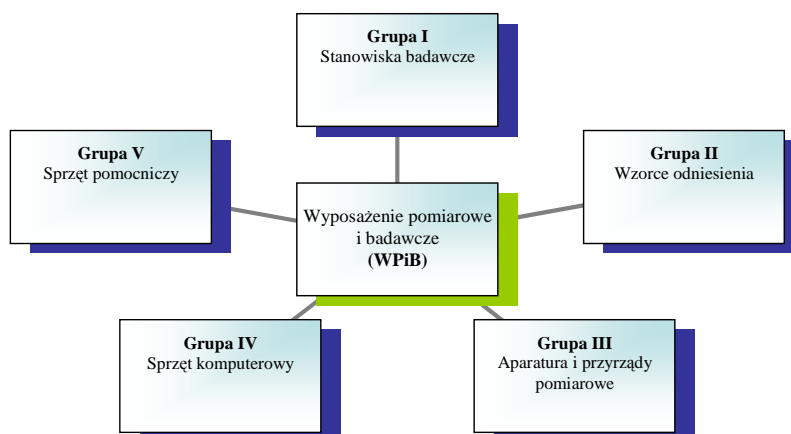 Grupa I
Stanowiska badawcze
Grupa V
Sprzęt pomocniczy
Grupa II
Wzorce odniesienia
Wyposażenie pomiarowe
i badawcze
(WPiB)
Grupa IV
Sprzęt komputerowy
Grupa III
Aparatura i przyrządy
pomiarowe